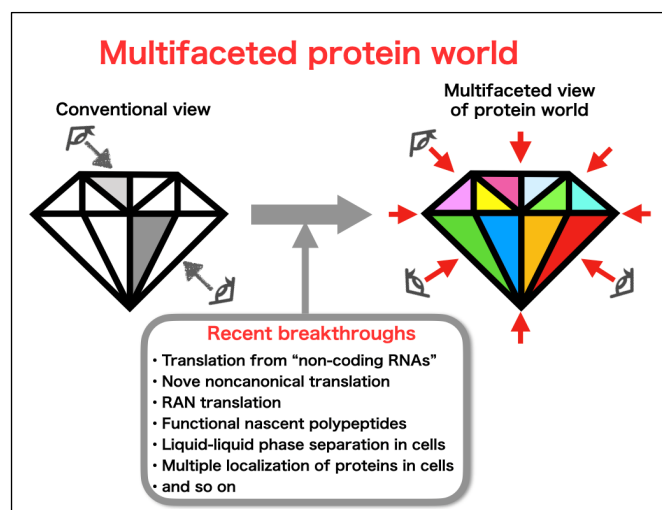 Multifaceted protein world
Conventional view
Multifaceted view
of protein world
Recent breakthroughs
・Translation from “non-coding RNAs”
・Nove noncanonical translation
・RAN translation
・Functional nascent polypeptides
・Liquid-liquid phase separation in cells
・Multiple localization of proteins in cells
・and so on